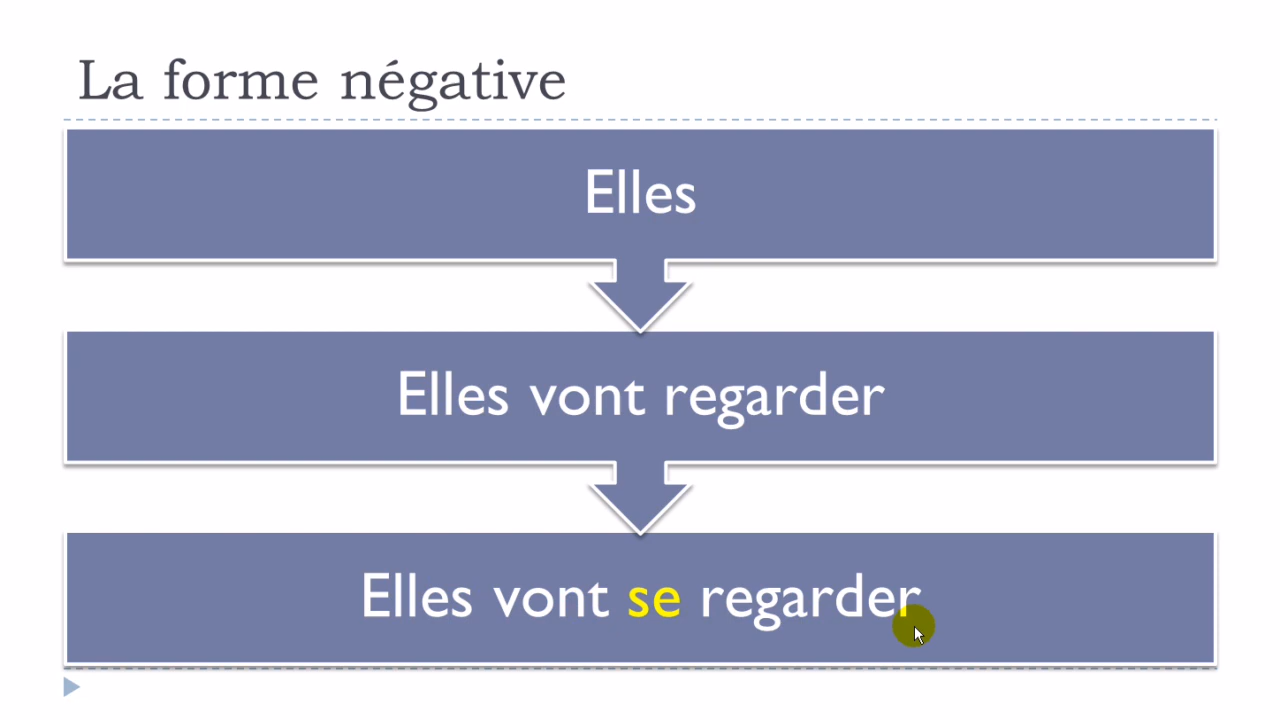 La forme négative
Elles
Elles vont regarder
Elles vont se regarder